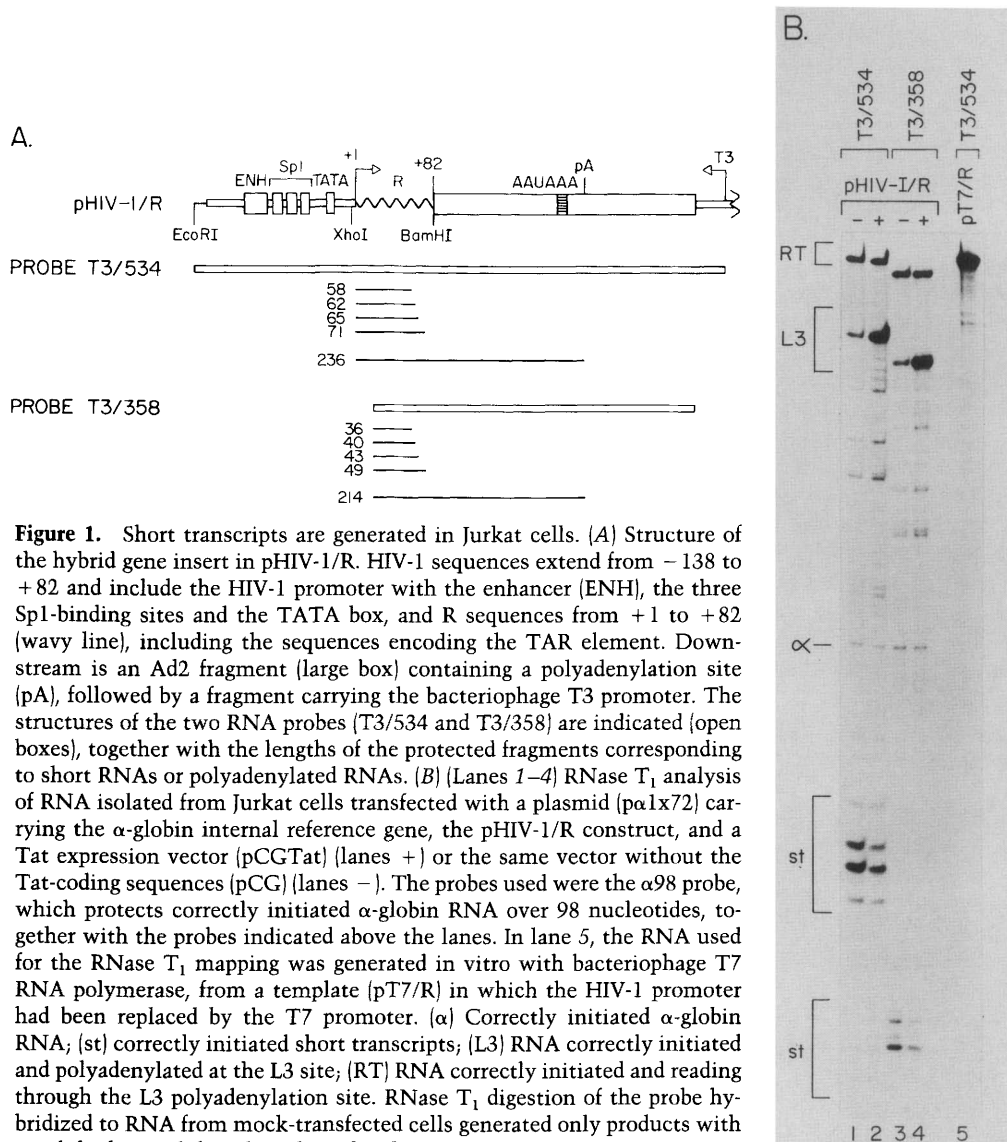 A.
+1
+82
T3
Spl
pA
ENH
TATA
R
AAUAAA
pHIV-I/R
EcoRI
XhoI
BamHI
PROBE T3/534
58
62
65
71
236
PROBE T3/358
36
40
43
49
214
Figure 1. Short transcripts are generated in Jurkat cells. (A) Structure of
the hybrid gene insert in pHIV-1/R. HIV-1 sequences extend from −138 to
+82 and include the HIV-1 promoter with the enhancer (ENH), the three
Sp1-binding sites and the TATA box, and R sequences from +1 to +82
(wavy line), including the sequences encoding the TAR element. Down-
stream is an Ad2 fragment (large box) containing a polyadenylation site
(pA), followed by a fragment carrying the bacteriophage T3 promoter. The
structures of the two RNA probes (T3/534 and T3/358) are indicated (open
boxes), together with the lengths of the protected fragments corresponding
to short RNAs or polyadenylated RNAs. (B) (Lanes 1–4) RNase T₁ analysis
of RNA isolated from Jurkat cells transfected with a plasmid (pα1x72) car-
rying the α-globin internal reference gene, the pHIV-1/R construct, and a
Tat expression vector (pCGTat) (lanes +) or the same vector without the
Tat-coding sequences (pCG) (lanes −). The probes used were the α98 probe,
which protects correctly initiated α-globin RNA over 98 nucleotides, to-
gether with the probes indicated above the lanes. In lane 5, the RNA used
for the RNase T₁ mapping was generated in vitro with bacteriophage T7
RNA polymerase, from a template (pT7/R) in which the HIV-1 promoter
had been replaced by the T7 promoter. (α) Correctly initiated α-globin
RNA; (st) correctly initiated short transcripts; (L3) RNA correctly initiated
and polyadenylated at the L3 site; (RT) RNA correctly initiated and reading
through the L3 polyadenylation site. RNase T₁ digestion of the probe hy-
bridized to RNA from mock-transfected cells generated only products with
B.
T3/534
T3/358
T3/534
pHIV-I/R
pT7/R
− + − +
RT
L3
α
st
st
1 2 3 4 5